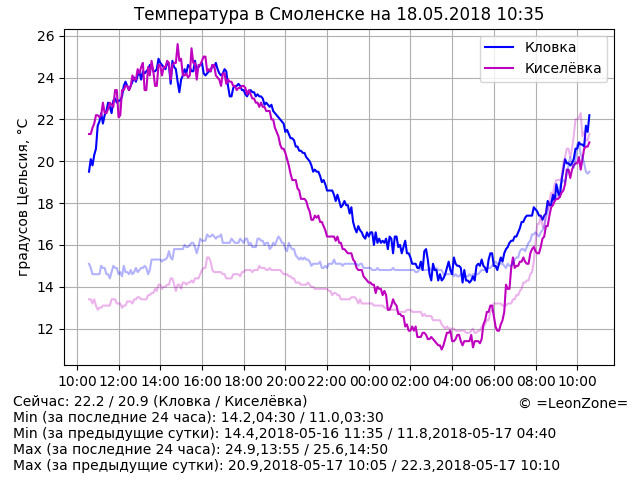 Температура в Смоленске на 18.05.2018 10:35
градусов Цельсия, °C
26
24
22
20
18
16
14
12
Кловка
Киселёвка
10:00 12:00 14:00 16:00 18:00 20:00 22:00 00:00 02:00 04:00 06:00 08:00 10:00
Сейчас: 22.2 / 20.9 (Кловка / Киселёвка)
© =LeonZone=
Min (за последние 24 часа): 14.2,04:30 / 11.0,03:30
Min (за предыдущие сутки): 14.4,2018-05-16 11:35 / 11.8,2018-05-17 04:40
Max (за последние 24 часа): 24.9,13:55 / 25.6,14:50
Max (за предыдущие сутки): 20.9,2018-05-17 10:05 / 22.3,2018-05-17 10:10